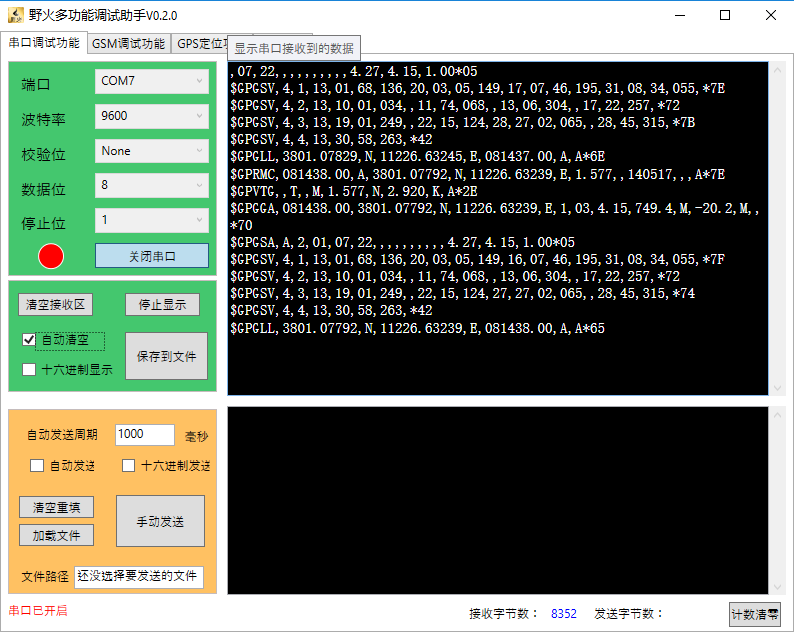 野火多功能调试助手V0.2.0
串口调试功能 GSM调试功能 GPS定位功
显示串口接收到的数据
端口 COM7
波特率 9600
校验位 None
数据位 8
停止位 1
关闭串口
清空接收区 停止显示
自动清空
保存到文件
十六进制显示
,07,22,,,,,,,,,,4.27,4.15,1.00*05
$GPGSV,4,1,13,01,68,136,20,03,05,149,17,07,46,195,31,08,34,055,*7E
$GPGSV,4,2,13,10,01,034,,11,74,068,,13,06,304,,17,22,257,*72
$GPGSV,4,3,13,19,01,249,,22,15,124,28,27,02,065,,28,45,315,*7B
$GPGSV,4,4,13,30,58,263,*42
$GPGLL,3801.07829,N,11226.63245,E,081437.00,A,A*6E
$GPRMC,081438.00,A,3801.07792,N,11226.63239,E,1.577,,140517,,,A*7E
$GPVTG,,T,,M,1.577,N,2.920,K,A*2E
$GPGGA,081438.00,3801.07792,N,11226.63239,E,1,03,4.15,749.4,M,-20.2,M,,
*70
$GPGSA,A,2,01,07,22,,,,,,,,,,4.27,4.15,1.00*05
$GPGSV,4,1,13,01,68,136,20,03,05,149,16,07,46,195,31,08,34,055,*7F
$GPGSV,4,2,13,10,01,034,,11,74,068,,13,06,304,,17,22,257,*72
$GPGSV,4,3,13,19,01,249,,22,15,124,27,27,02,065,,28,45,315,*74
$GPGSV,4,4,13,30,58,263,*42
$GPGLL,3801.07792,N,11226.63239,E,081438.00,A,A*65
自动发送周期 1000 毫秒
自动发送 十六进制发送
清空重填
手动发送
加载文件
文件路径 还没选择要发送的文件
串口已开启
接收字节数： 8352 发送字节数： 计数清零